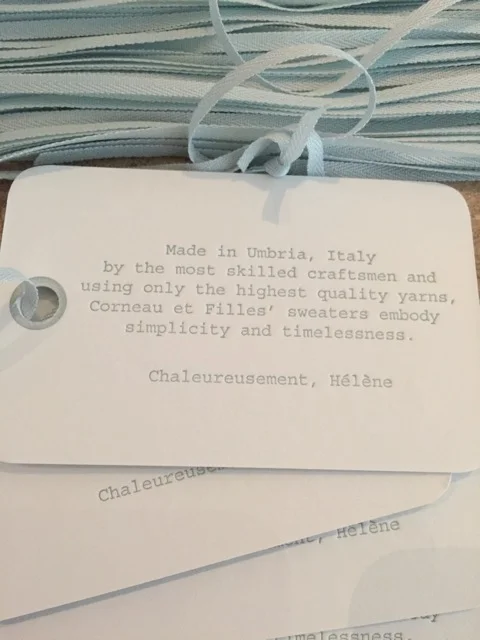 Made in Umbria, Italy
by the most skilled craftsmen and
using only the highest quality yarns,
Corneau et Filles' sweaters embody
simplicity and timelessness.
Chaleureusement, Hélène
Hélène